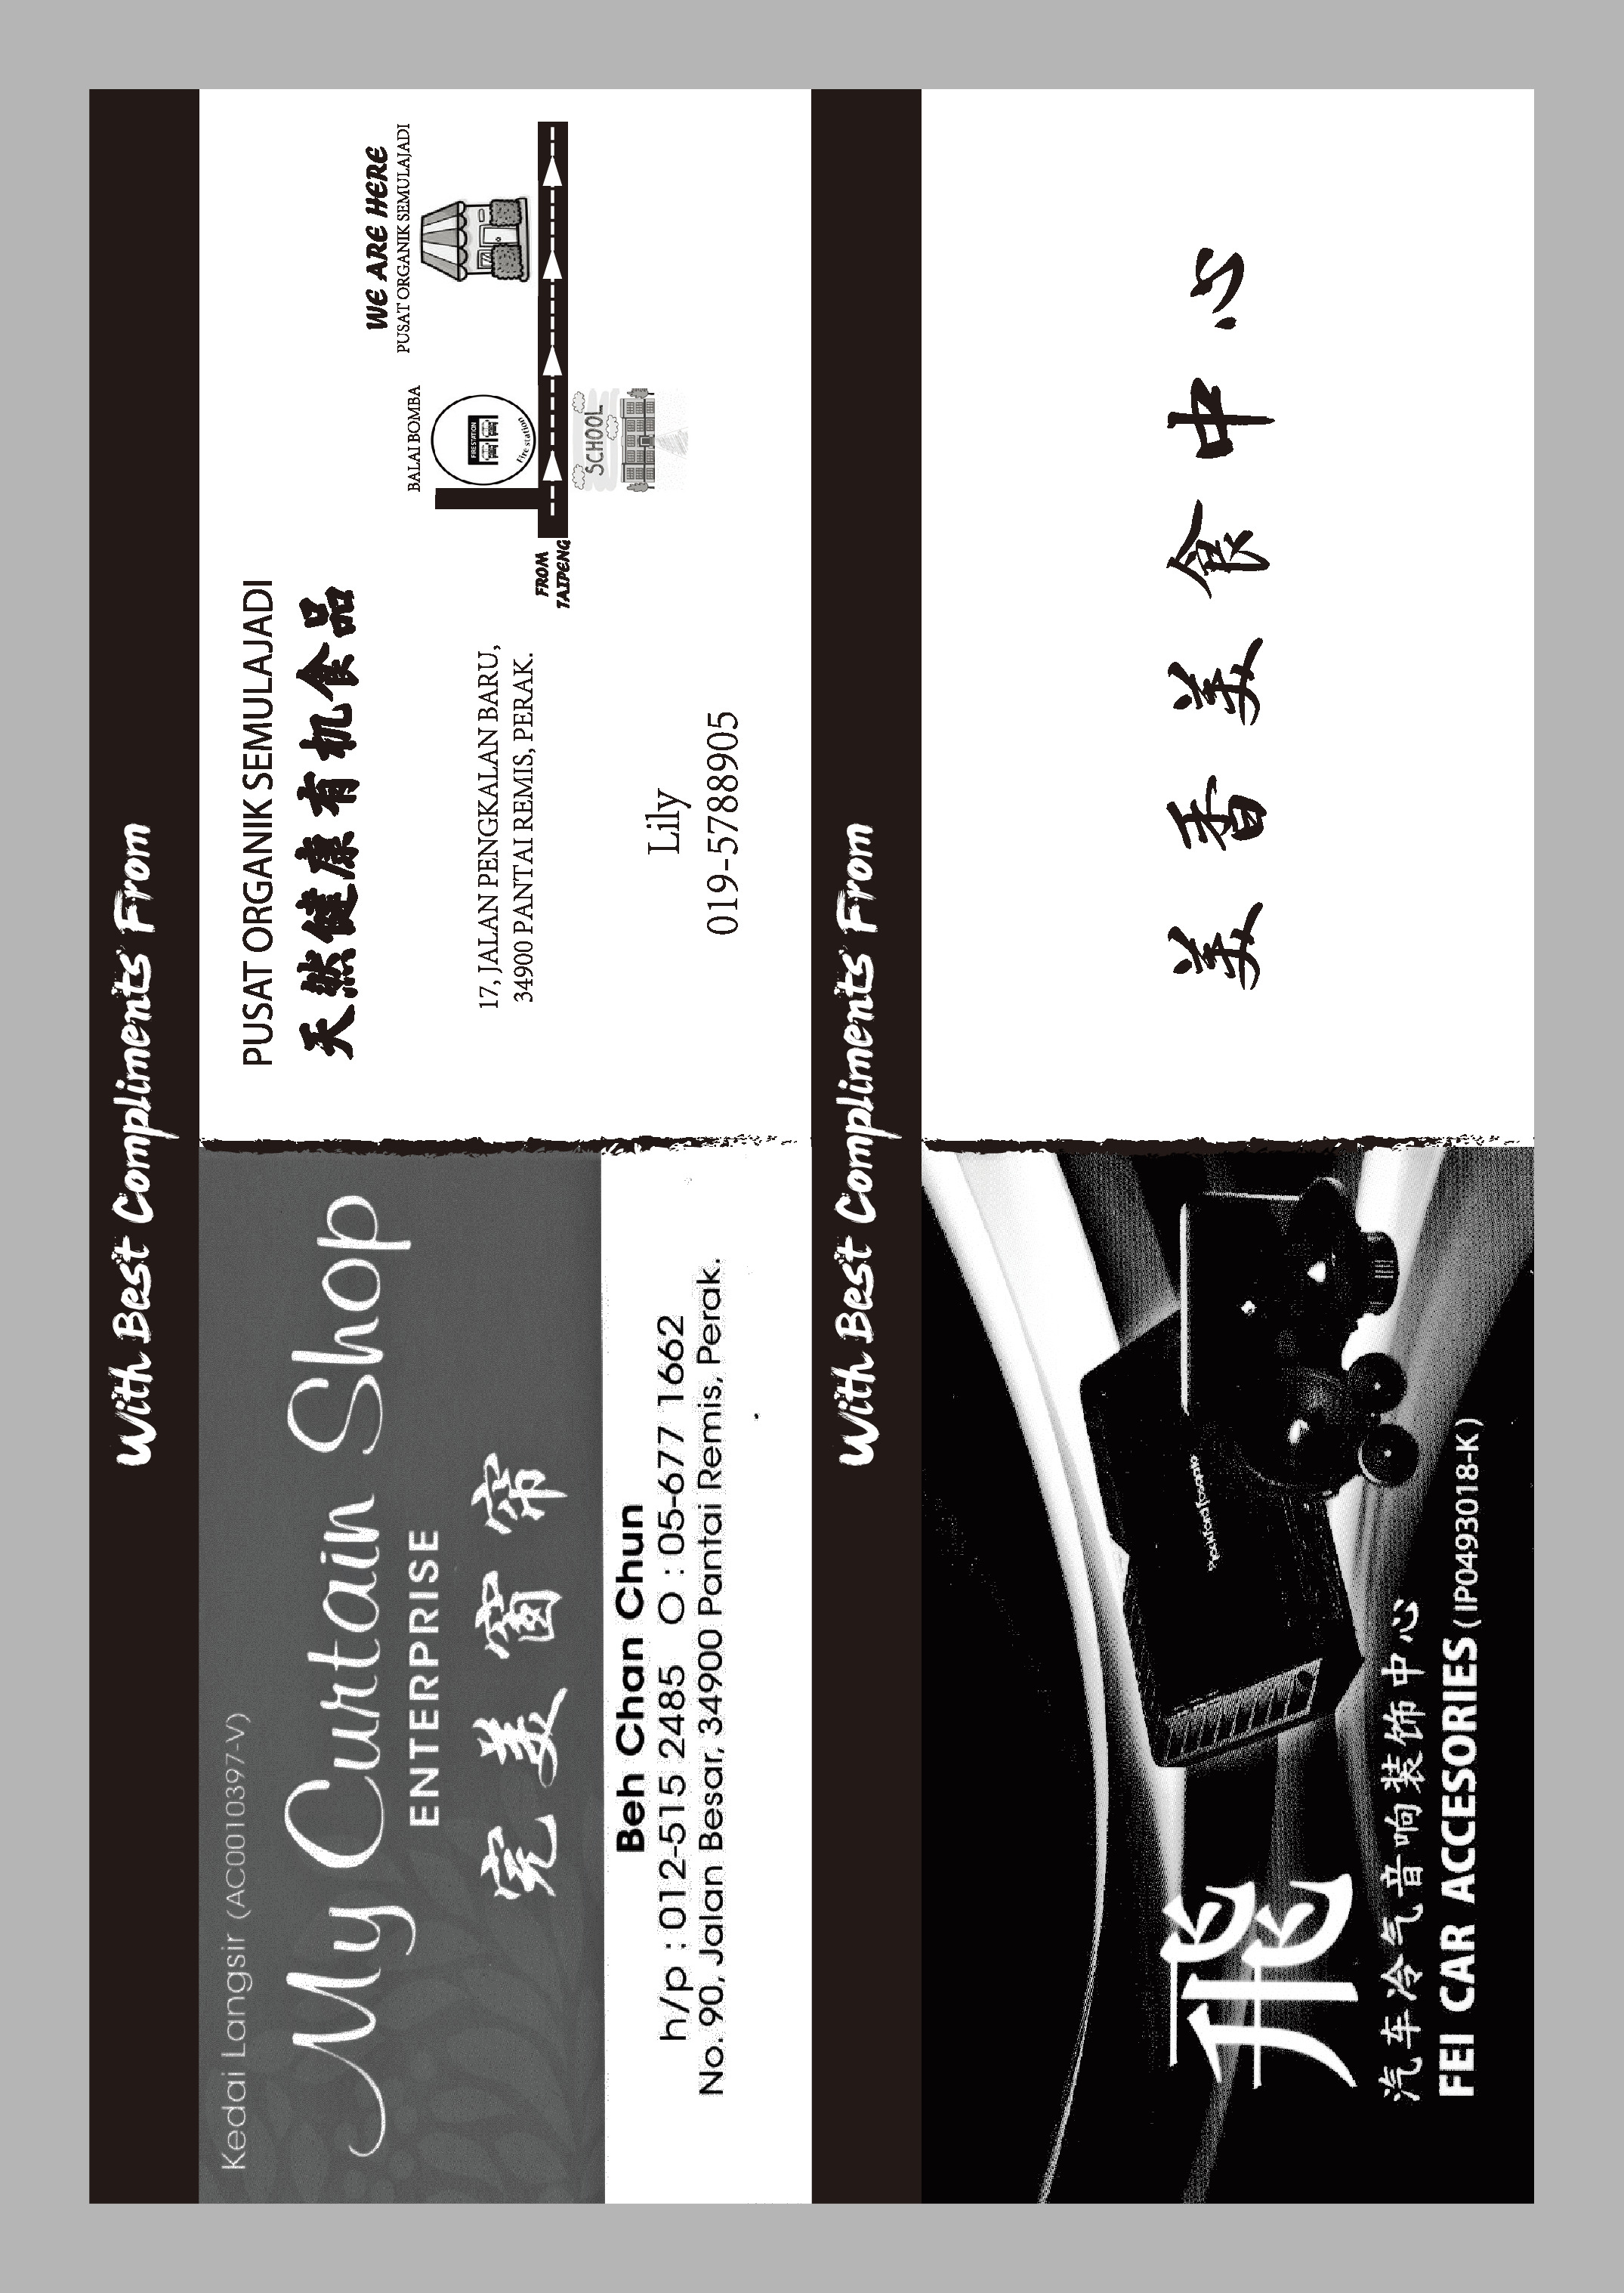 With Best Compliments From
Kedai Langsir (AC0010397-V)
My Curtain Shop
ENTERPRISE
完美窗帘
Beh Chan Chun
h/p : 012-515 2485 O : 05-677 1662
No. 90, Jalan Besar, 34900 Pantai Remis, Perak.
PUSAT ORGANIK SEMULAJADI
天然健康有机食品
17, JALAN PENGKALAN BARU,
34900 PANTAI REMIS, PERAK.
Lily
019-5788905
WE ARE HERE
PUSAT ORGANIK SEMULAJADI
BALAI BOMBA
FIRE STATION
Fire station
FROM
TAIPENG
SCHOOL
With Best Compliments From
rockford fosgate
飛
汽车冷气音响装饰中心
FEI CAR ACCESORIES (IP0493018-K)
美香美食中心